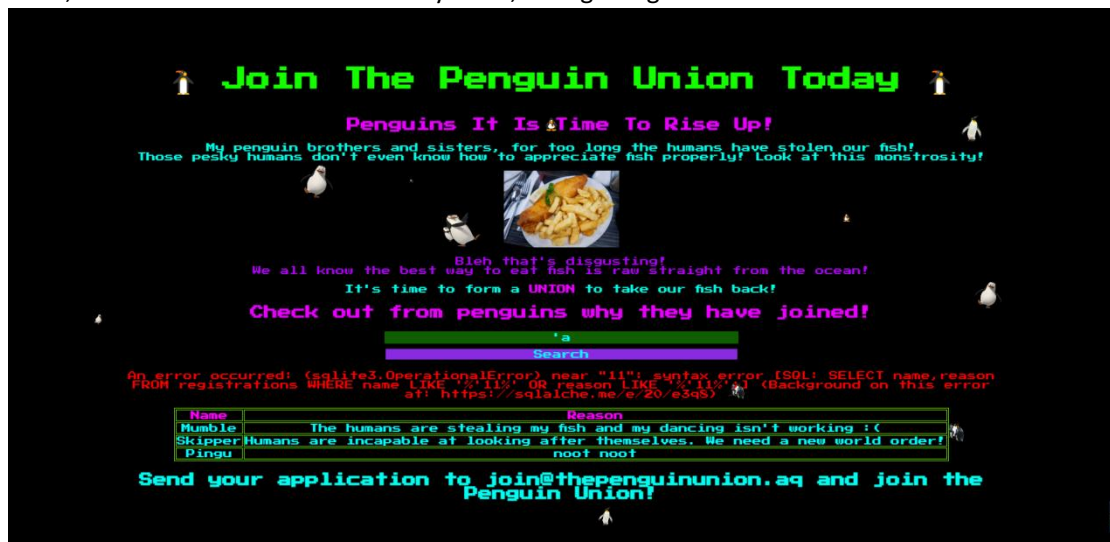 Join The Penguin Union Today
Penguins It Is Time To Rise Up!
My penguin brothers and sisters, for too long the humans have stolen our fish!
Those pesky humans don't even know how to appreciate fish properly! Look at this monstrosity!
Bleh that's disgusting!
We all know the best way to eat fish is raw straight from the ocean!
It's time to form a UNION to take our fish back!
Check out from penguins why they have joined!
'a
Search
An error occurred: (sqlite3.OperationalError) near "11": syntax error [SQL: SELECT name,reason
FROM registrations WHERE name LIKE '%'11%' OR reason LIKE '%'11%'] (Background on this error
at: https://sqlalche.me/e/20/e3q8)
Name Reason
Mumble The humans are stealing my fish and my dancing isn't working :(
Skipper Humans are incapable at looking after themselves. We need a new world order!
Pingu noot noot
Send your application to join@thepenguinunion.aq and join the
Penguin Union!